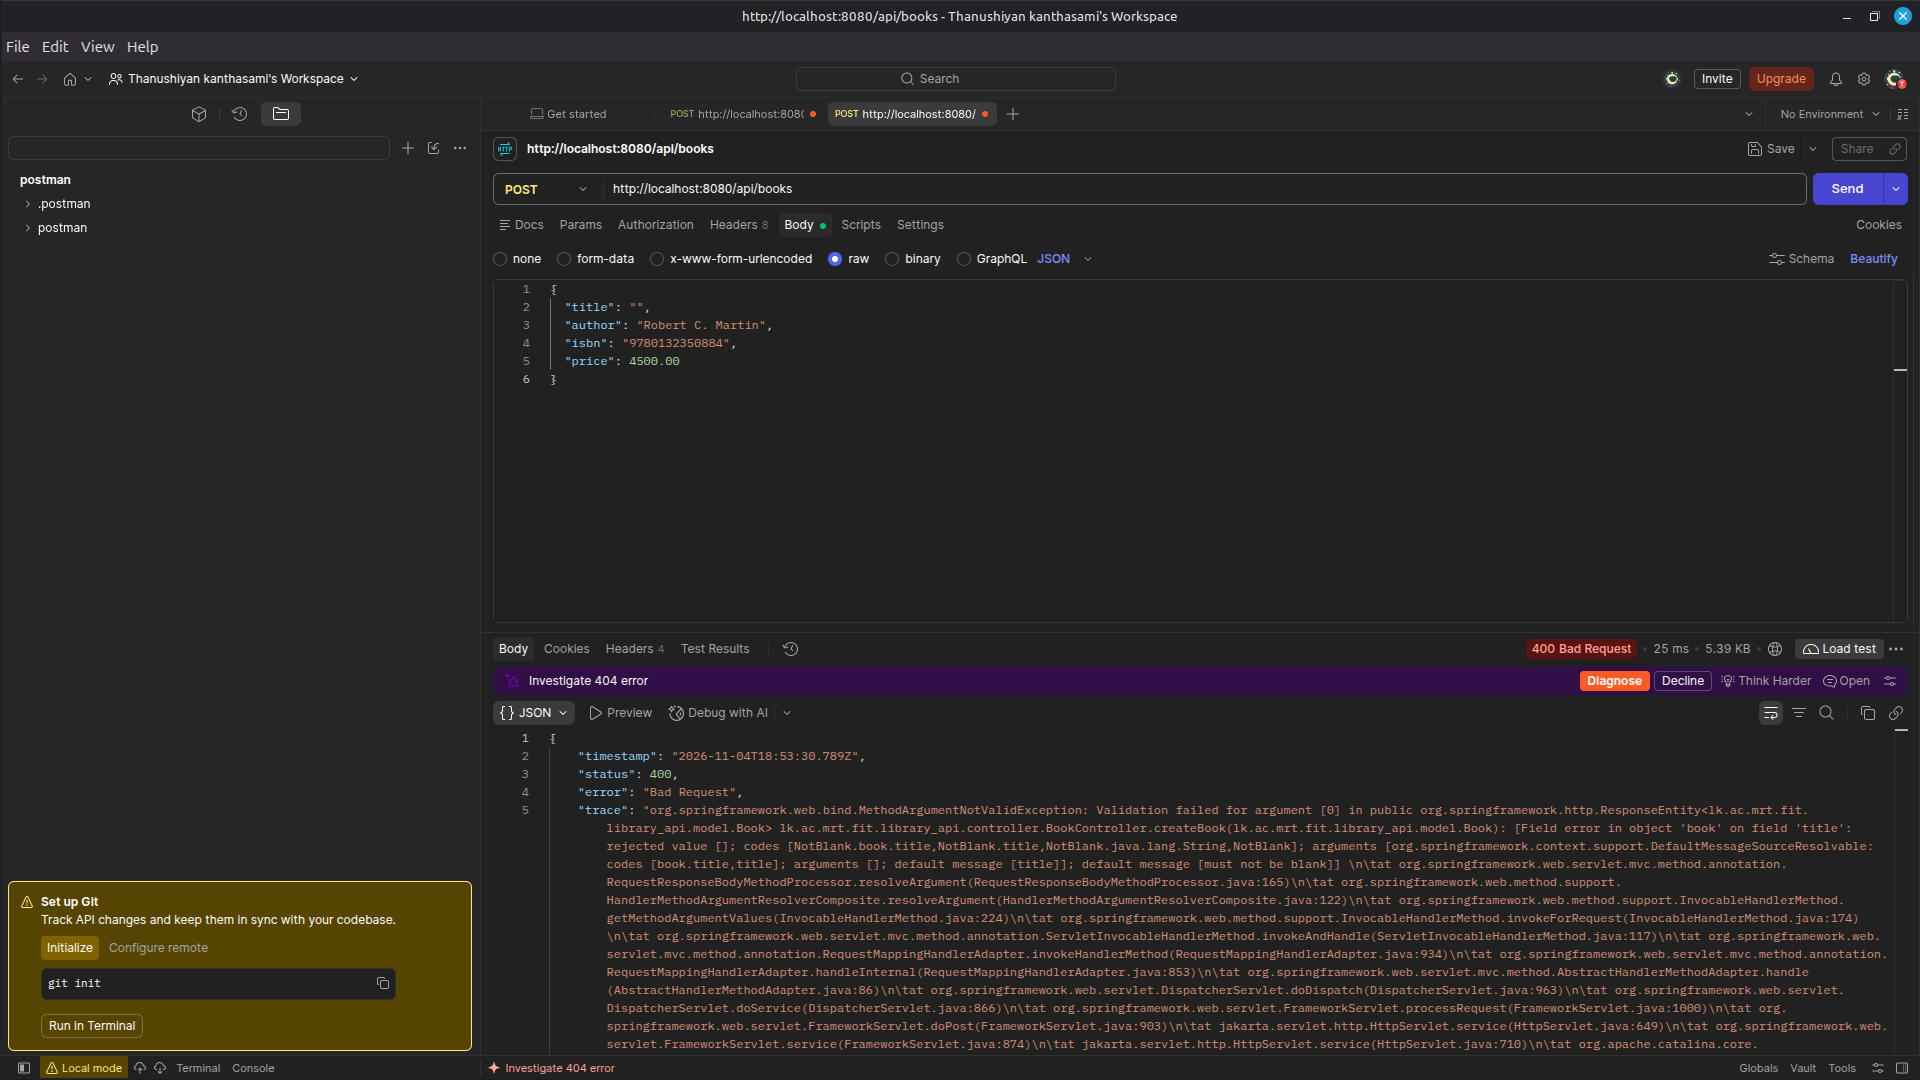 http://localhost:8080/api/books - Thanushiyan kanthasami's Workspace
File Edit View Help
Thanushiyan kanthasami's Workspace
Search
Invite
Upgrade
Get started
POST http://localhost:808
POST http://localhost:8080/
No Environment
http://localhost:8080/api/books
Save
Share
postman
.postman
postman
POST
http://localhost:8080/api/books
Send
Docs Params Authorization Headers 8 Body Scripts Settings
Cookies
none form-data x-www-form-urlencoded raw binary GraphQL JSON
Schema Beautify
1 {
2 "title": "",
3 "author": "Robert C. Martin",
4 "isbn": "9780132350884",
5 "price": 4500.00
6 }
Body Cookies Headers 4 Test Results
400 Bad Request • 25 ms • 5.39 KB
Load test
Investigate 404 error
Diagnose Decline Think Harder Open
{} JSON Preview Debug with AI
1 {
2 "timestamp": "2026-11-04T18:53:30.789Z",
3 "status": 400,
4 "error": "Bad Request",
5 "trace": "org.springframework.web.bind.MethodArgumentNotValidException: Validation failed for argument [0] in public org.springframework.http.ResponseEntity<lk.ac.mrt.fit.
library_api.model.Book> lk.ac.mrt.fit.library_api.controller.BookController.createBook(lk.ac.mrt.fit.library_api.model.Book): [Field error in object 'book' on field 'title':
rejected value []; codes [NotBlank.book.title,NotBlank.title,NotBlank.java.lang.String,NotBlank]; arguments [org.springframework.context.support.DefaultMessageSourceResolvable:
codes [book.title,title]; arguments []; default message [title]]; default message [must not be blank]] \n\tat org.springframework.web.servlet.mvc.method.annotation.
RequestResponseBodyMethodProcessor.resolveArgument(RequestResponseBodyMethodProcessor.java:165)\n\tat org.springframework.web.method.support.
HandlerMethodArgumentResolverComposite.resolveArgument(HandlerMethodArgumentResolverComposite.java:122)\n\tat org.springframework.web.method.support.InvocableHandlerMethod.
getMethodArgumentValues(InvocableHandlerMethod.java:224)\n\tat org.springframework.web.method.support.InvocableHandlerMethod.invokeForRequest(InvocableHandlerMethod.java:174)
\n\tat org.springframework.web.servlet.mvc.method.annotation.ServletInvocableHandlerMethod.invokeAndHandle(ServletInvocableHandlerMethod.java:117)\n\tat org.springframework.web.
servlet.mvc.method.annotation.RequestMappingHandlerAdapter.invokeHandlerMethod(RequestMappingHandlerAdapter.java:934)\n\tat org.springframework.web.servlet.mvc.method.annotation.
RequestMappingHandlerAdapter.handleInternal(RequestMappingHandlerAdapter.java:853)\n\tat org.springframework.web.servlet.mvc.method.AbstractHandlerMethodAdapter.handle
(AbstractHandlerMethodAdapter.java:86)\n\tat org.springframework.web.servlet.DispatcherServlet.doDispatch(DispatcherServlet.java:963)\n\tat org.springframework.web.servlet.
DispatcherServlet.doService(DispatcherServlet.java:866)\n\tat org.springframework.web.servlet.FrameworkServlet.processRequest(FrameworkServlet.java:1000)\n\tat org.
springframework.web.servlet.FrameworkServlet.doPost(FrameworkServlet.java:903)\n\tat jakarta.servlet.http.HttpServlet.service(HttpServlet.java:649)\n\tat org.springframework.web.
servlet.FrameworkServlet.service(FrameworkServlet.java:874)\n\tat jakarta.servlet.http.HttpServlet.service(HttpServlet.java:710)\n\tat org.apache.catalina.core.
Set up Git
Track API changes and keep them in sync with your codebase.
Initialize Configure remote
git init
Run in Terminal
Local mode Terminal Console
Investigate 404 error
Globals Vault Tools